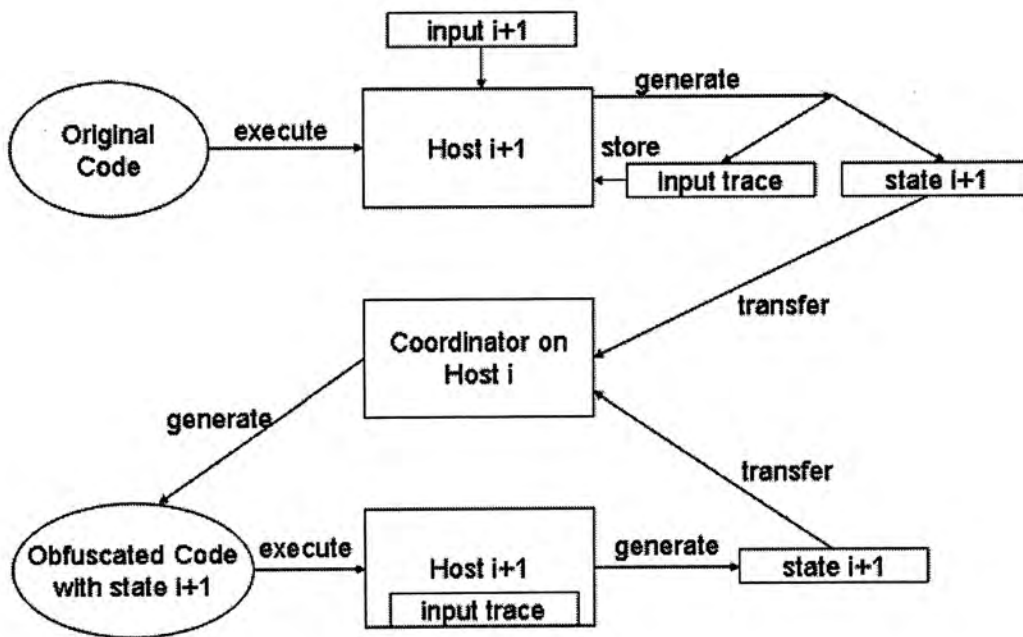 input i+1
generate
Original
Code
execute
Host i+1
store
input trace
state i+1
transfer
Coordinator on
Host i
generate
transfer
Obfuscated Code
with state i+1
execute
Host i+1
input trace
generate
state i+1